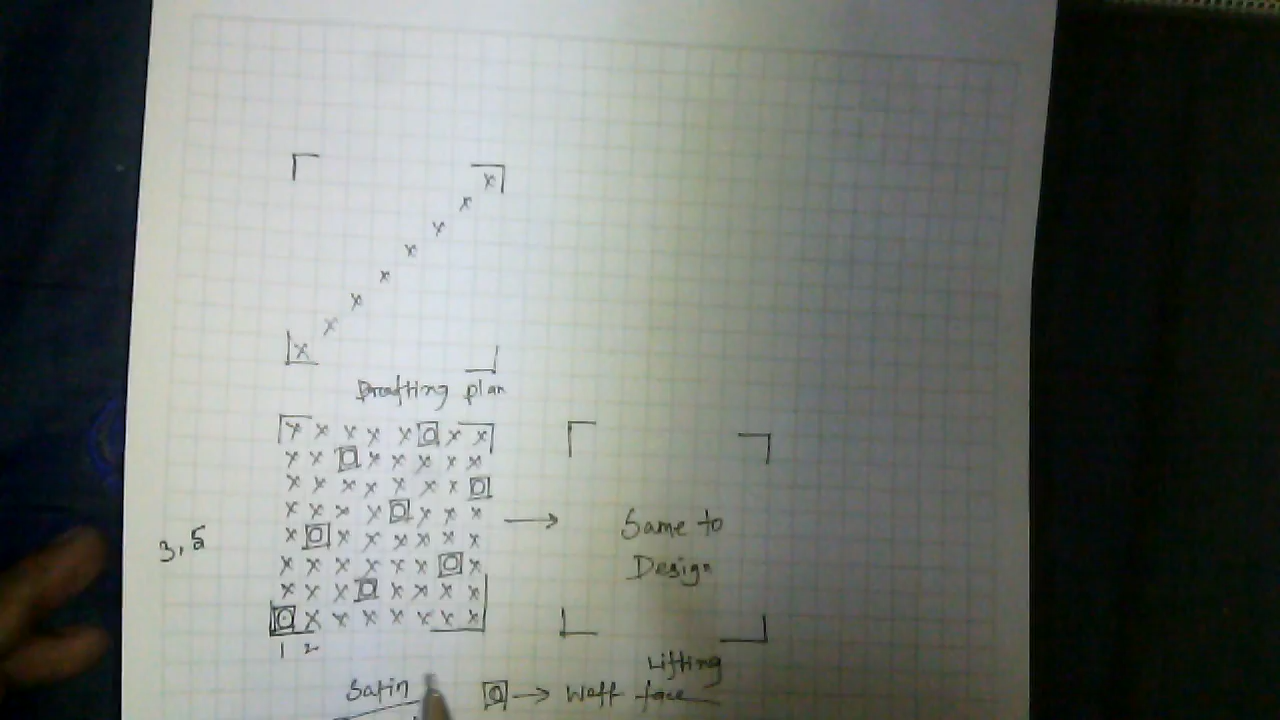 Drafting plan
x x x x x O x x
x x O x x x x x
x x x x x x x O
x x x x O x x x
x O x x x x x x
x x x x x x O x
x x x O x x x x
O x x x x x x x
3, 5
1 2
Same to
Design
Lifting
Satin
O → Weft face